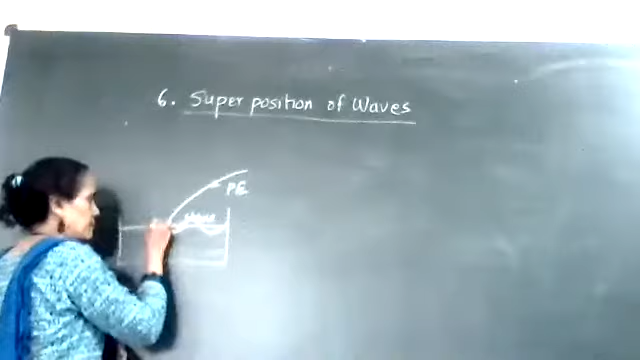 6. Super position of Waves
P.E.